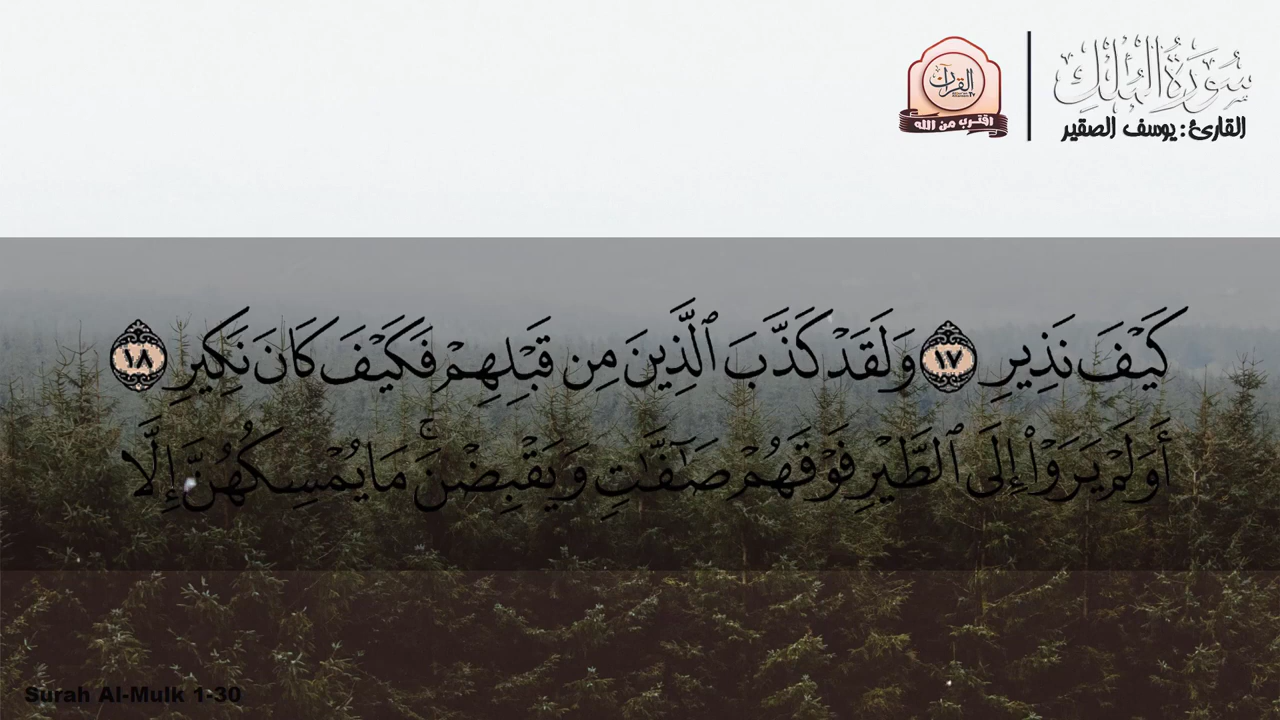 سُورَةُ الْمُلْكِ
القارئ: يوسف الصقير
القرآن
اقترب من الله
كَيْفَ نَذِيرِ ١٧ وَلَقَدْ كَذَّبَ ٱلَّذِينَ مِن قَبْلِهِمْ فَكَيْفَ كَانَ نَكِيرِ ١٨
أَوَلَمْ يَرَوْا۟ إِلَى ٱلطَّيْرِ فَوْقَهُمْ صَـٰٓفَّـٰتٍ وَيَقْبِضْنَ ۚ مَا يُمْسِكُهُنَّ إِلَّا
Surah Al-Mulk 1-30